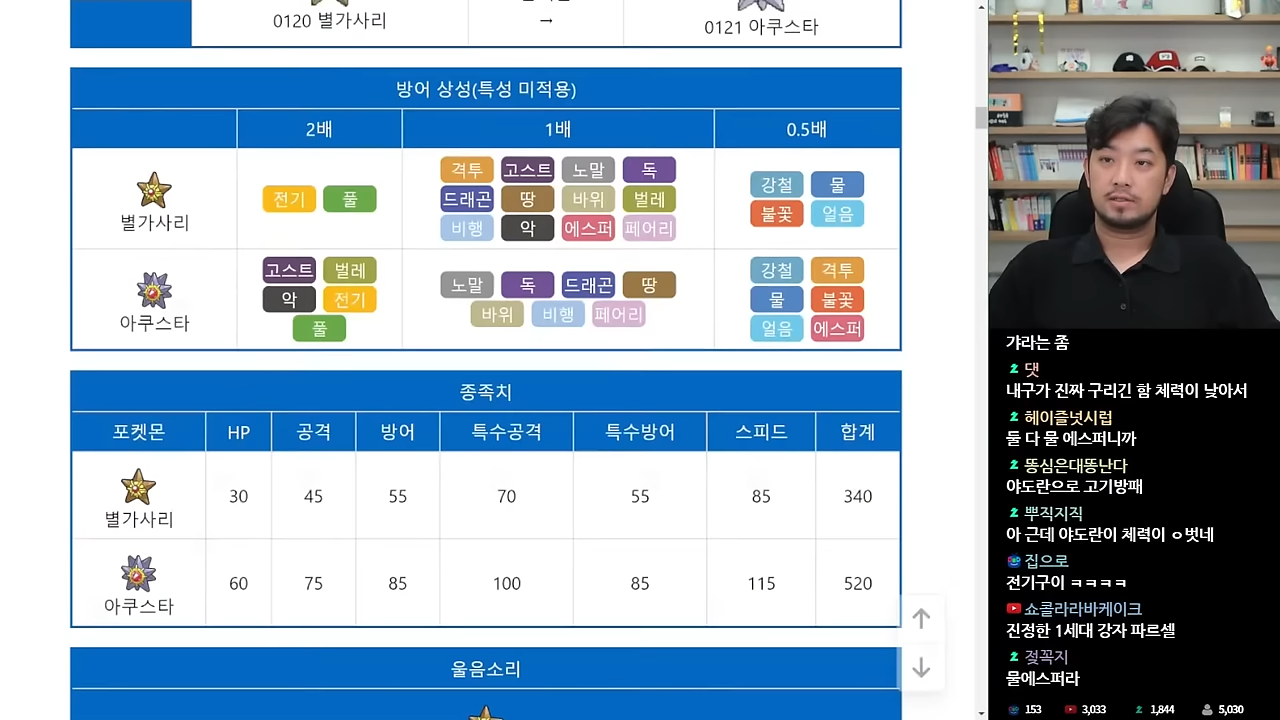 0120 별가사리
→
0121 아쿠스타
방어 상성(특성 미적용)
2배
1배
0.5배
별가사리
전기 풀
격투 고스트 노말 독
드래곤 땅 바위 벌레
비행 악 에스퍼 페어리
강철 물
불꽃 얼음
아쿠스타
고스트 벌레
악 전기
풀
노말 독 드래곤 땅
바위 비행 페어리
강철 격투
물 불꽃
얼음 에스퍼
종족치
포켓몬 HP 공격 방어 특수공격 특수방어 스피드 합계
별가사리 30 45 55 70 55 85 340
아쿠스타 60 75 85 100 85 115 520
울음소리
갸라는 좀
댓
내구가 진짜 구리긴 함 체력이 낮아서
헤이즐넛시럽
둘 다 물 에스퍼니까
똥심은대똥난다
야도란으로 고기방패
뿌직지직
아 근데 야도란이 체력이 ㅇ벗네
집으로
전기구이 ㅋㅋㅋㅋ
쇼콜라라바케이크
진정한 1세대 강자 파르셀
젖꼭지
물에스퍼라
153 3,033 1,844 5,030